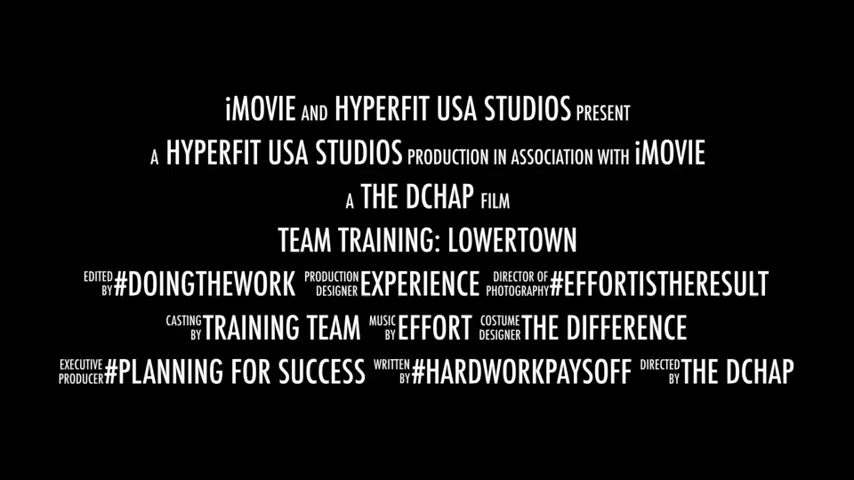 iMOVIE AND HYPERFIT USA STUDIOS PRESENT
A HYPERFIT USA STUDIOS PRODUCTION IN ASSOCIATION WITH iMOVIE
A THE DCHAP FILM
TEAM TRAINING: LOWERTOWN
EDITED BY #DOINGTHEWORK PRODUCTION DESIGNER EXPERIENCE DIRECTOR OF PHOTOGRAPHY #EFFORTISTHERESULT
CASTING BY TRAINING TEAM MUSIC BY EFFORT COSTUME DESIGNER THE DIFFERENCE
EXECUTIVE PRODUCER #PLANNING FOR SUCCESS WRITTEN BY #HARDWORKPAYSOFF DIRECTED BY THE DCHAP